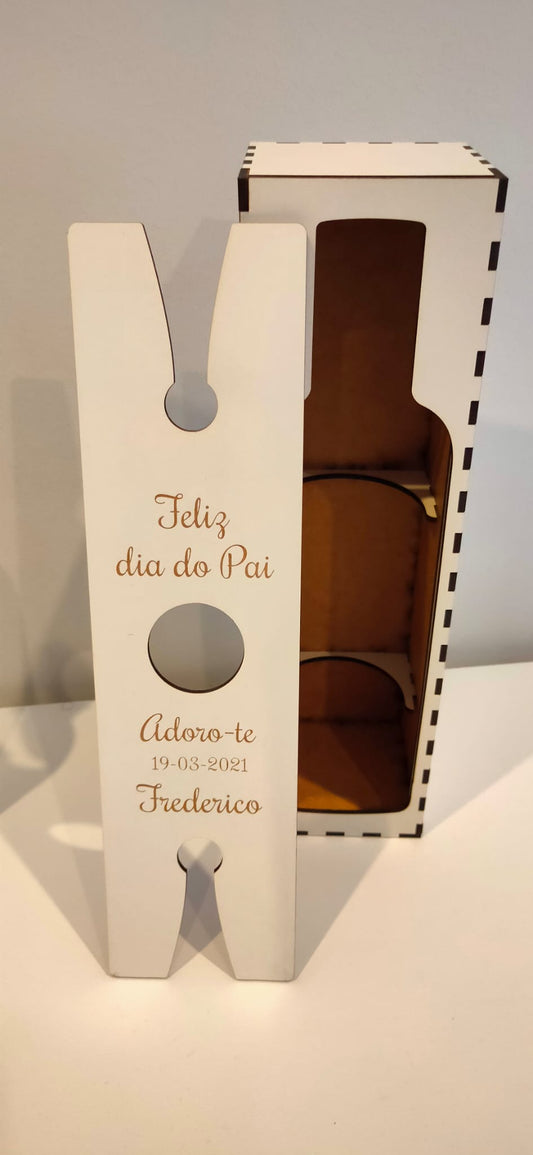 Feliz
dia do Pai
Adoro-te
19-03-2021
Frederico